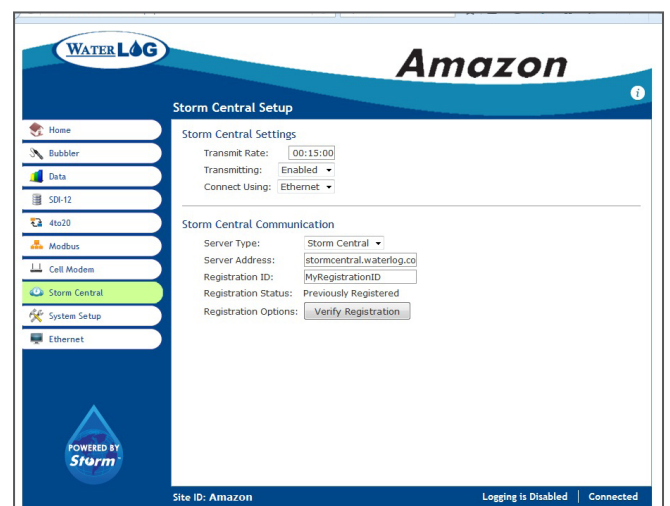 WATERLOG
Amazon
i
Storm Central Setup
Home
Bubbler
Data
SDI-12
4to20
Modbus
Cell Modem
Storm Central
System Setup
Ethernet
POWERED BY
Storm
Storm Central Settings
Transmit Rate: 00:15:00
Transmitting: Enabled
Connect Using: Ethernet
Storm Central Communication
Server Type: Storm Central
Server Address: stormcentral.waterlog.co
Registration ID: MyRegistrationID
Registration Status: Previously Registered
Registration Options: Verify Registration
Site ID: Amazon
Logging is Disabled | Connected